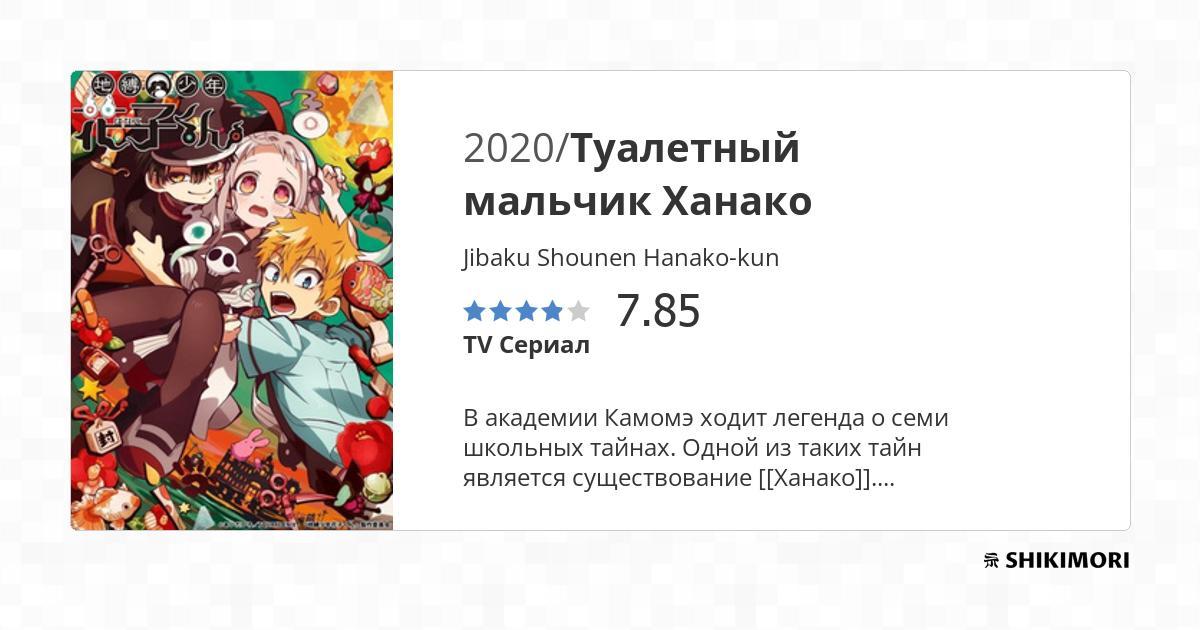 地縛少年
花子くん
2020/Туалетный
мальчик Ханако
Jibaku Shounen Hanako-kun
7.85
TV Сериал
В академии Камомэ ходит легенда о семи
школьных тайнах. Одной из таких тайн
является существование [[Ханако]]....
SHIKIMORI